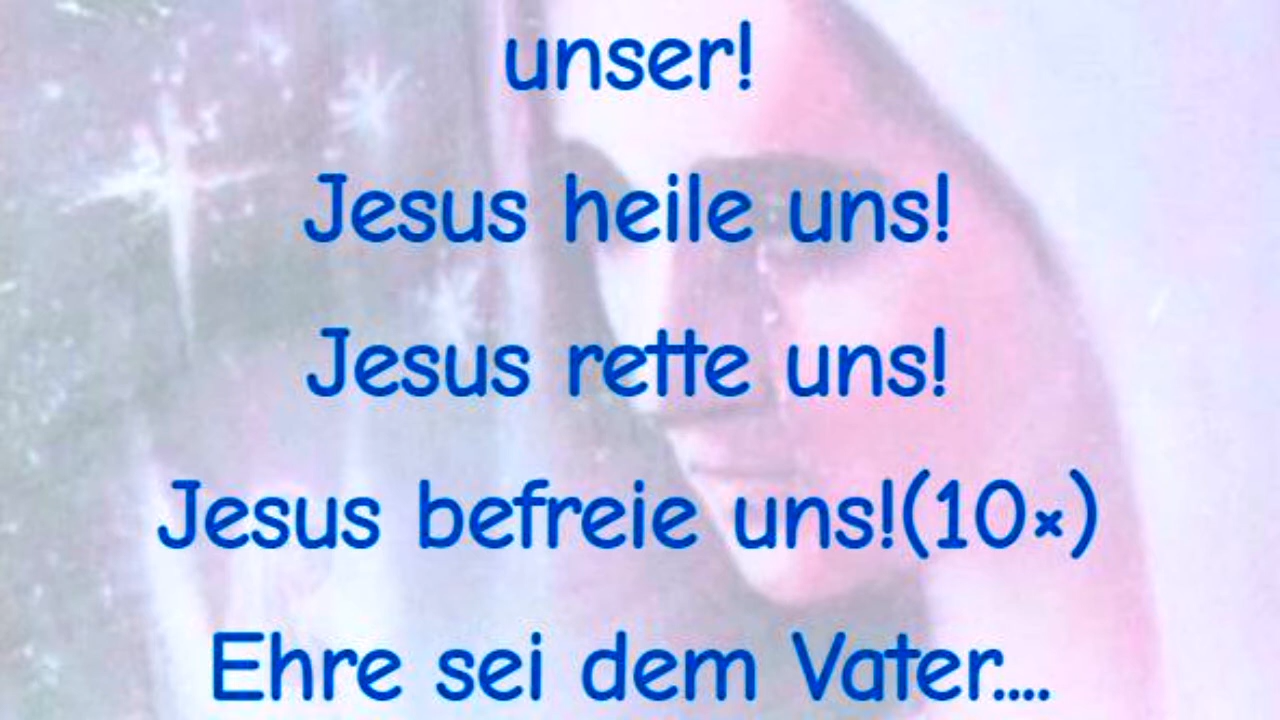 unser!
Jesus heile uns!
Jesus rette uns!
Jesus befreie uns!(10×)
Ehre sei dem Vater....